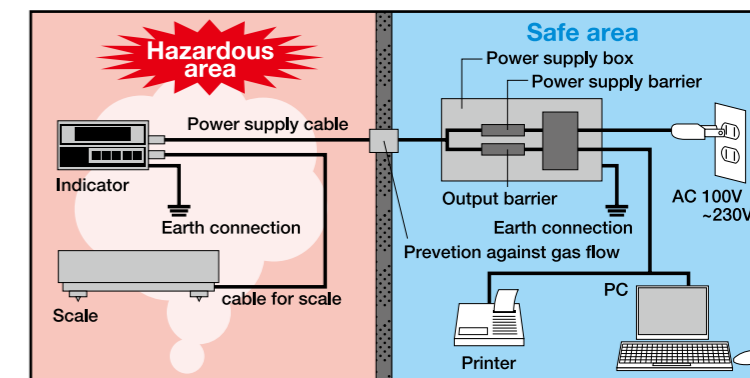 Hazardous
area
Safe area
Power supply box
Power supply barrier
Power supply cable
Indicator
Output barrier
AC 100V
~230V
Earth connection
Earth connection
Prevetion against gas flow
cable for scale
PC
Scale
Printer